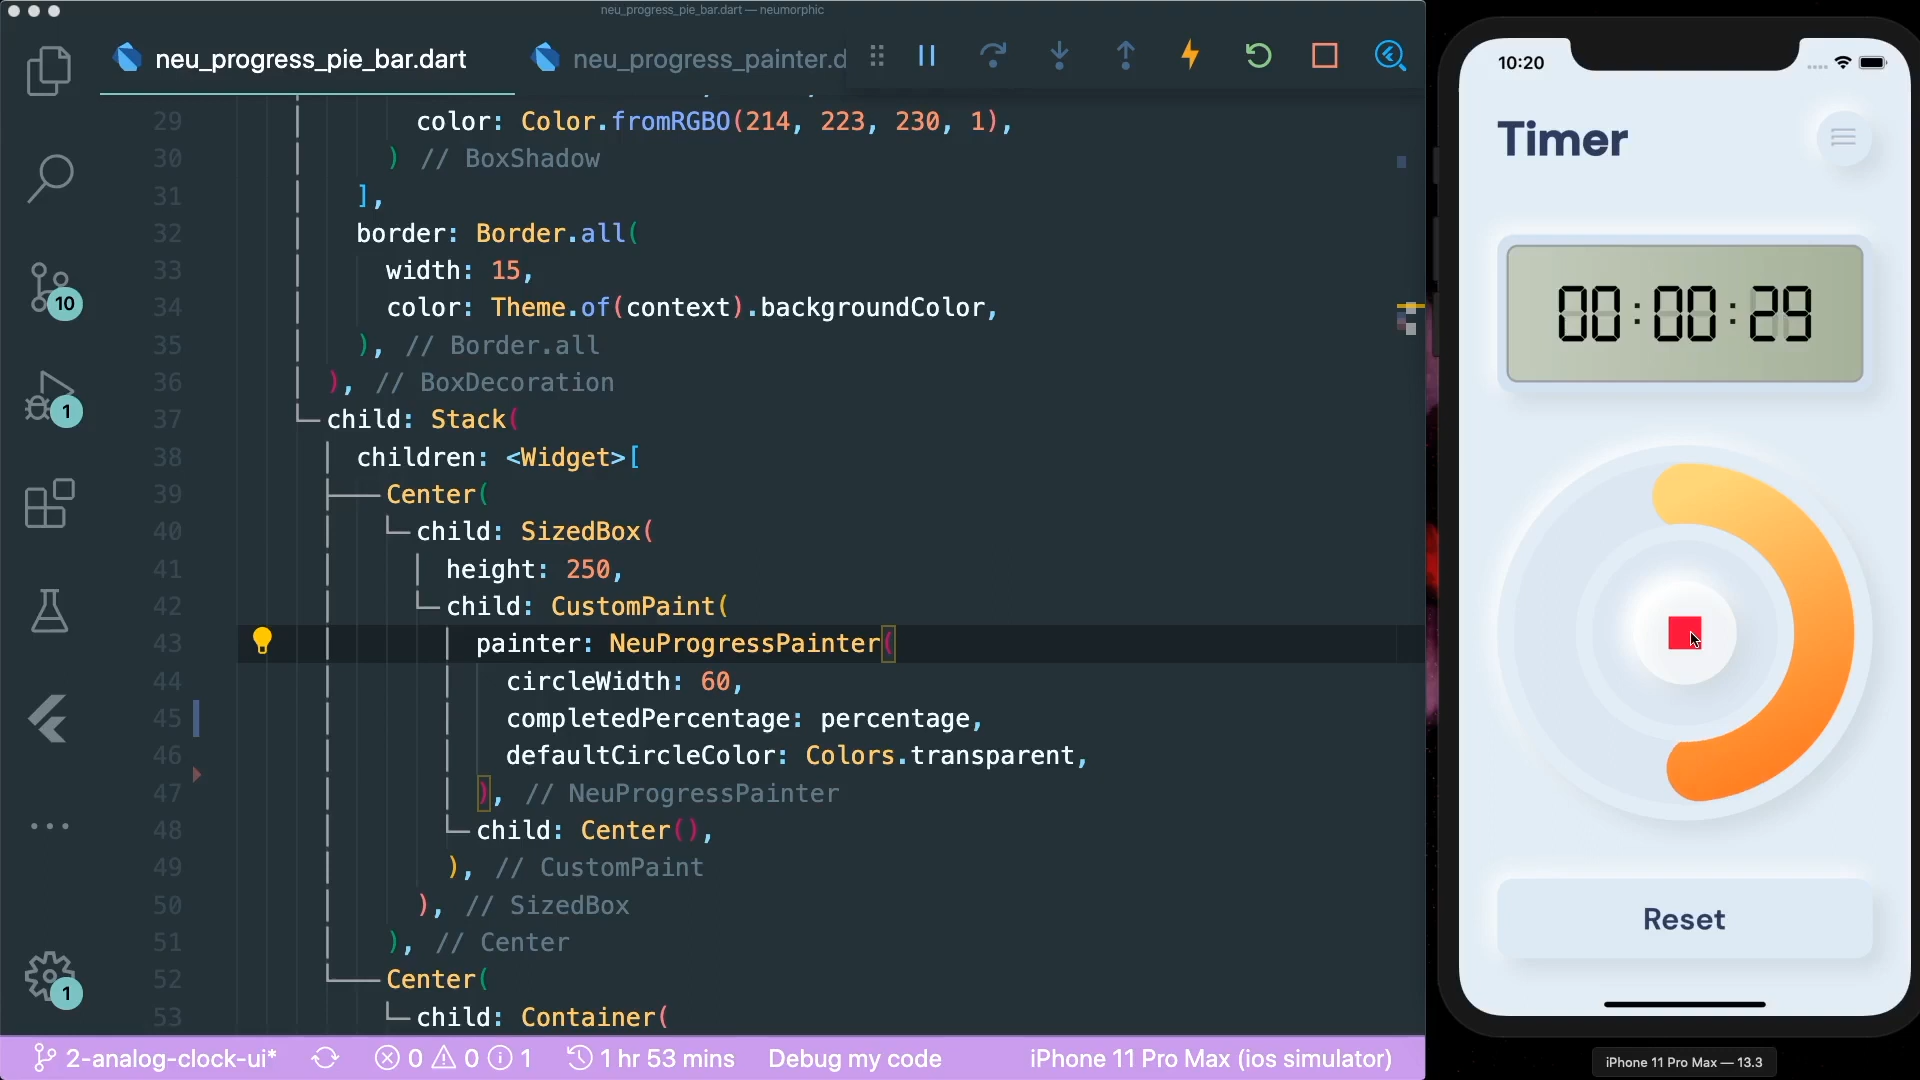 neu_progress_pie_bar.dart — neumorphic
neu_progress_pie_bar.dart
neu_progress_painter.d
29 color: Color.fromRGBO(214, 223, 230, 1),
30 ) // BoxShadow
31 ],
32 border: Border.all(
33 width: 15,
34 color: Theme.of(context).backgroundColor,
35 ), // Border.all
36 ), // BoxDecoration
37 child: Stack(
38 children: <Widget>[
39 Center(
40 child: SizedBox(
41 height: 250,
42 child: CustomPaint(
43 painter: NeuProgressPainter(
44 circleWidth: 60,
45 completedPercentage: percentage,
46 defaultCircleColor: Colors.transparent,
47 ), // NeuProgressPainter
48 child: Center(),
49 ), // CustomPaint
50 ), // SizedBox
51 ), // Center
52 Center(
53 child: Container(
10
1
1
2-analog-clock-ui* 0 0 1 1 hr 53 mins Debug my code iPhone 11 Pro Max (ios simulator)
10:20
Timer
00:00:29
Reset
iPhone 11 Pro Max — 13.3